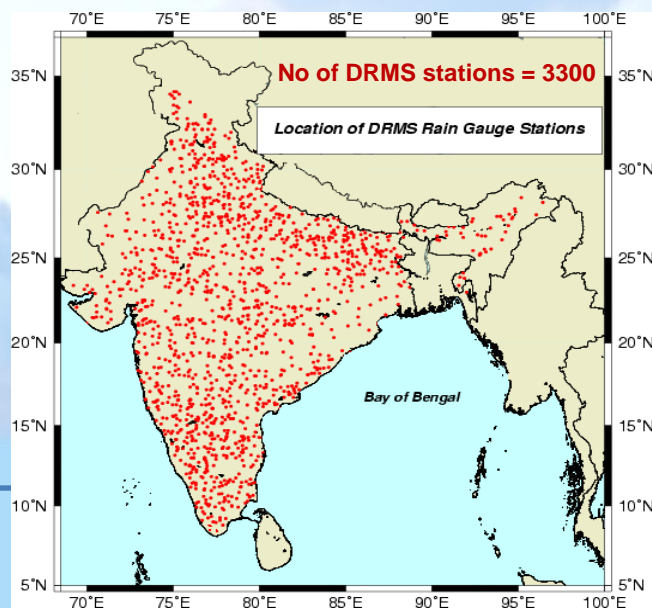 70°E 75°E 80°E 85°E 90°E 95°E 100°E
No of DRMS stations = 3300
35°N 35°N
Location of DRMS Rain Gauge Stations
30°N 30°N
25°N 25°N
20°N 20°N
Bay of Bengal
15°N 15°N
10°N 10°N
5°N 5°N
70°E 75°E 80°E 85°E 90°E 95°E 100°E